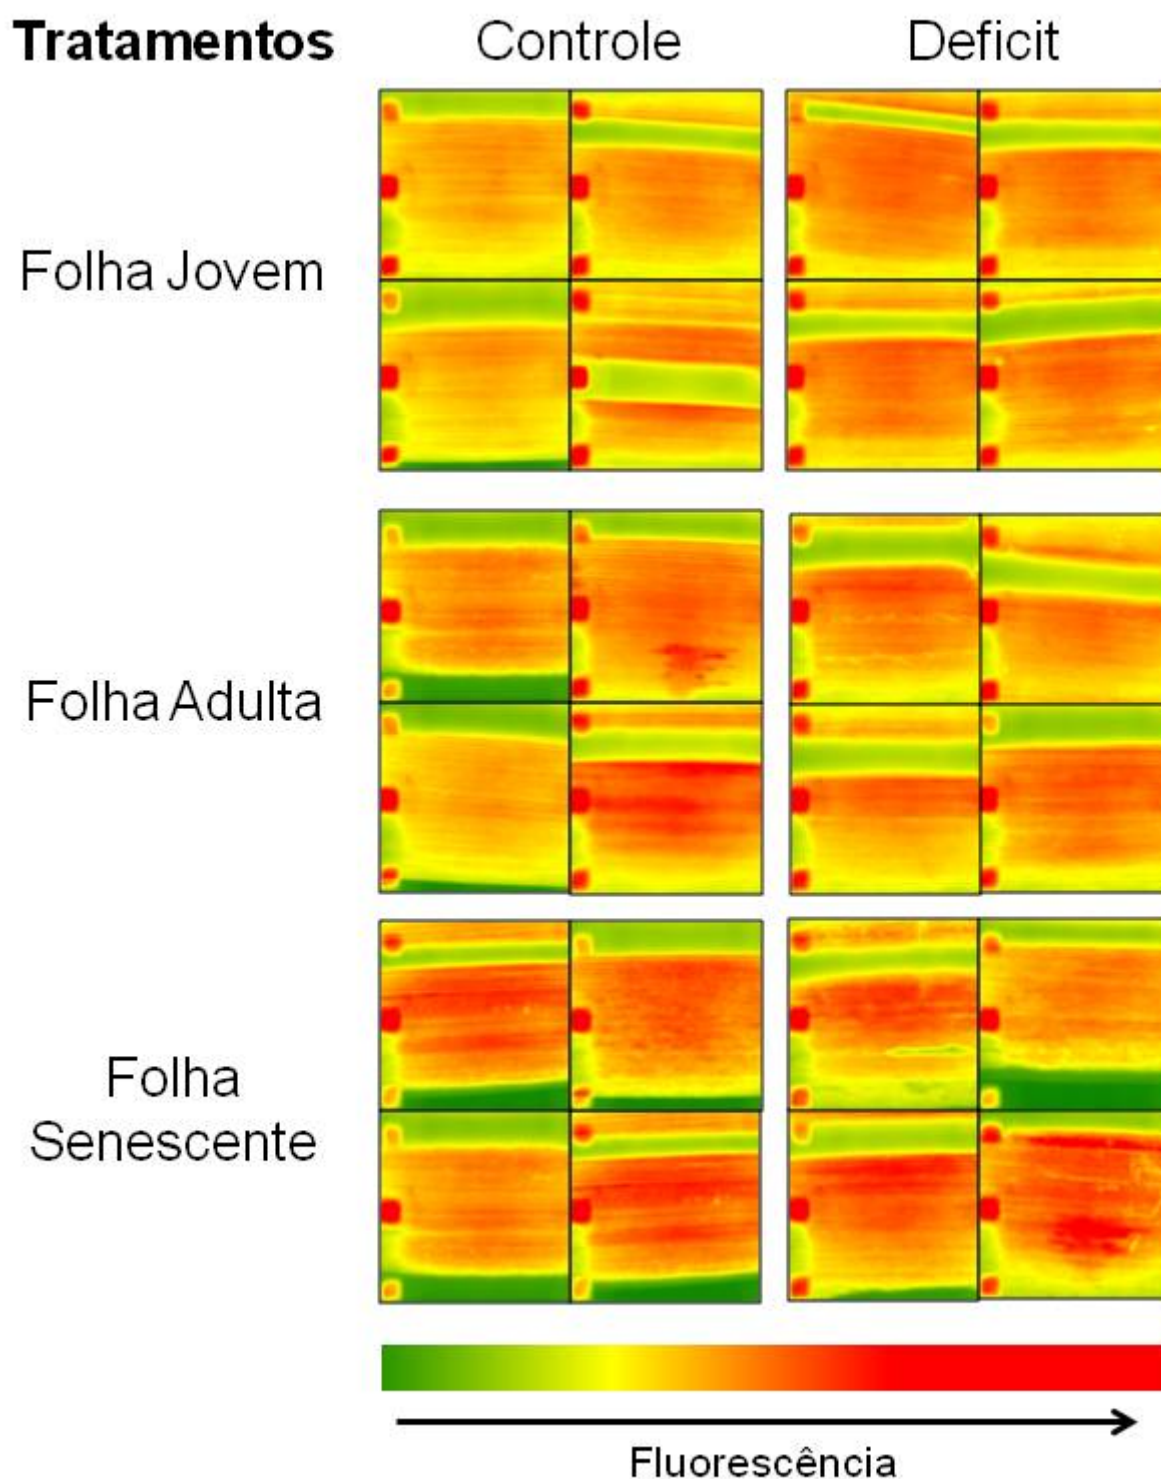 Tratamentos
Controle
Deficit
Folha Jovem
Folha Adulta
Folha
Senescente
Fluorescência